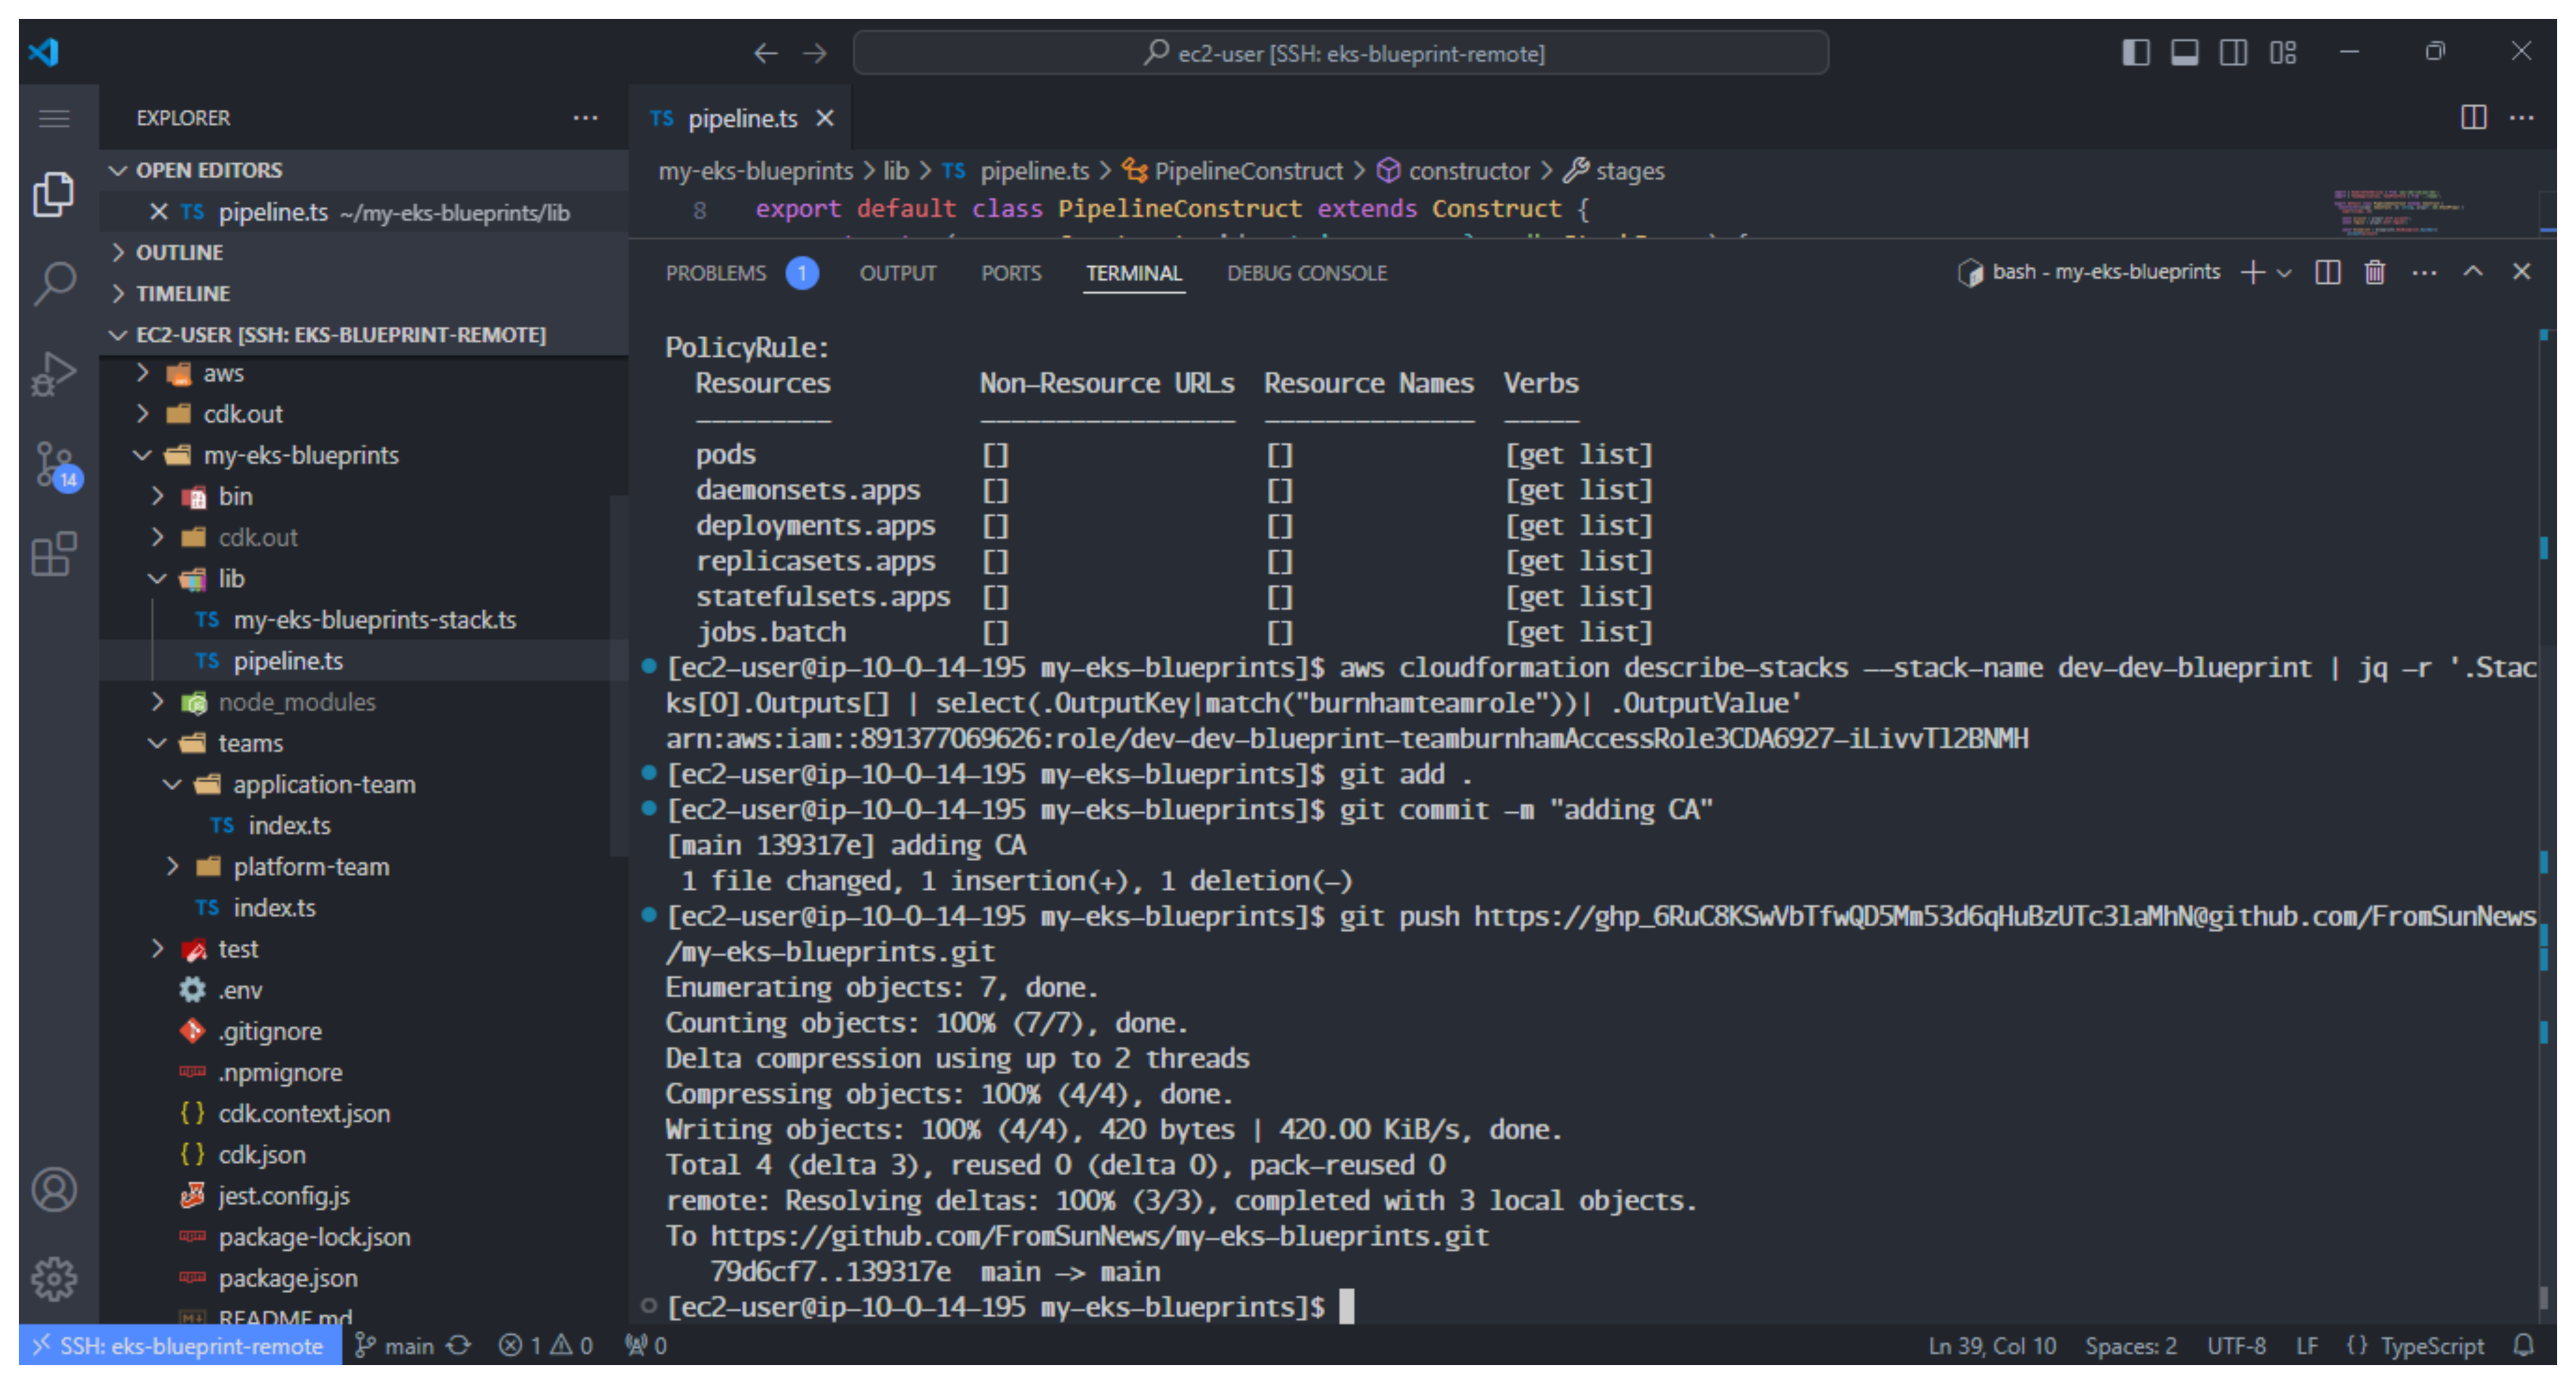 ec2-user [SSH: eks-blueprint-remote]
EXPLORER
OPEN EDITORS
TS pipeline.ts ~/my-eks-blueprints/lib
OUTLINE
TIMELINE
EC2-USER [SSH: EKS-BLUEPRINT-REMOTE]
aws
cdk.out
my-eks-blueprints
bin
cdk.out
lib
TS my-eks-blueprints-stack.ts
TS pipeline.ts
node_modules
teams
application-team
TS index.ts
platform-team
TS index.ts
test
.env
.gitignore
.npmignore
{} cdk.context.json
{} cdk.json
jest.config.js
package-lock.json
package.json
README.md
14
TS pipeline.ts
my-eks-blueprints > lib > TS pipeline.ts > PipelineConstruct > constructor > stages
8 export default class PipelineConstruct extends Construct {
PROBLEMS 1 OUTPUT PORTS TERMINAL DEBUG CONSOLE
bash - my-eks-blueprints
PolicyRule:
Resources Non-Resource URLs Resource Names Verbs
--------- ----------------- -------------- -----
pods [] [] [get list]
daemonsets.apps [] [] [get list]
deployments.apps [] [] [get list]
replicasets.apps [] [] [get list]
statefulsets.apps [] [] [get list]
jobs.batch [] [] [get list]
[ec2-user@ip-10-0-14-195 my-eks-blueprints]$ aws cloudformation describe-stacks --stack-name dev-dev-blueprint | jq -r '.Stac
ks[0].Outputs[] | select(.OutputKey|match("burnhamteamrole"))| .OutputValue'
arn:aws:iam::891377069626:role/dev-dev-blueprint-teamburnhamAccessRole3CDA6927-iLivvTl2BNMH
[ec2-user@ip-10-0-14-195 my-eks-blueprints]$ git add .
[ec2-user@ip-10-0-14-195 my-eks-blueprints]$ git commit -m "adding CA"
[main 139317e] adding CA
1 file changed, 1 insertion(+), 1 deletion(-)
[ec2-user@ip-10-0-14-195 my-eks-blueprints]$ git push https://@github.com/FromSunNews
/my-eks-blueprints.git
Enumerating objects: 7, done.
Counting objects: 100% (7/7), done.
Delta compression using up to 2 threads
Compressing objects: 100% (4/4), done.
Writing objects: 100% (4/4), 420 bytes | 420.00 KiB/s, done.
Total 4 (delta 3), reused 0 (delta 0), pack-reused 0
remote: Resolving deltas: 100% (3/3), completed with 3 local objects.
To https://github.com/FromSunNews/my-eks-blueprints.git
79d6cf7..139317e main -> main
[ec2-user@ip-10-0-14-195 my-eks-blueprints]$
SSH: eks-blueprint-remote main 1 0 0
Ln 39, Col 10 Spaces: 2 UTF-8 LF {} TypeScript